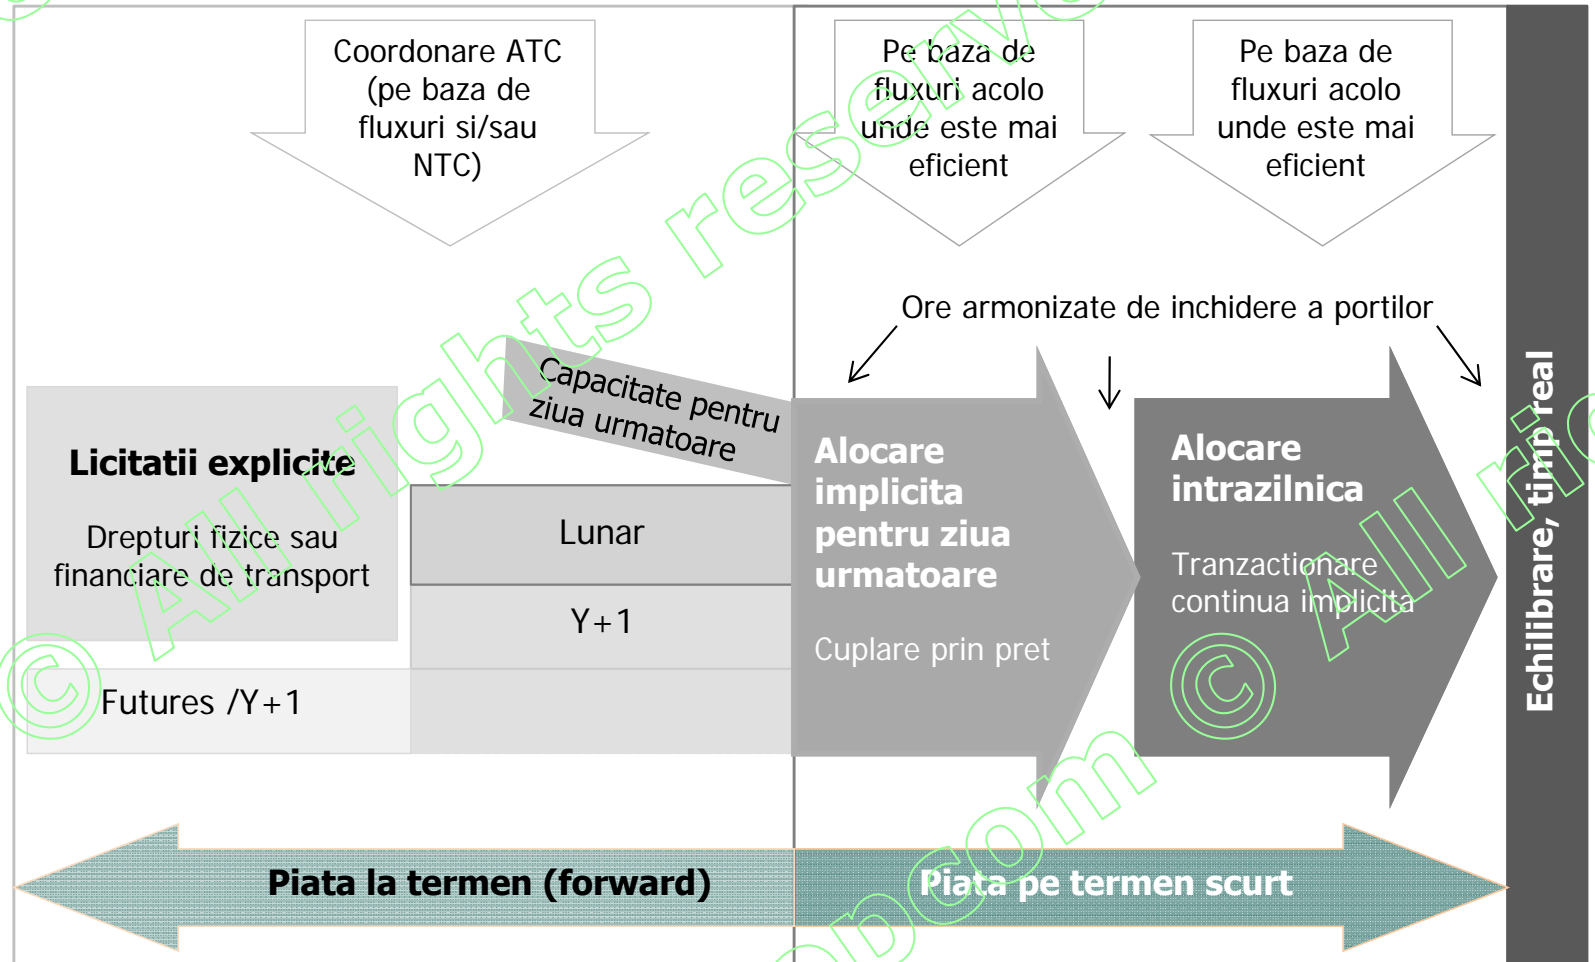 Coordonare ATC
(pe baza de
fluxuri si/sau
NTC)
Pe baza de
fluxuri acolo
unde este mai
eficient
Pe baza de
fluxuri acolo
unde este mai
eficient
Ore armonizate de inchidere a portilor
Capacitate pentru
ziua urmatoare
Licitatii explicite
Drepturi fizice sau
financiare de transport
Lunar
Y+1
Futures /Y+1
Alocare
implicita
pentru ziua
urmatoare
Cuplare prin pret
Alocare
intrazilnica
Tranzactionare
continua implicita
Echilibrare, timp real
Piata la termen (forward)
Piata pe termen scurt
© All rights reserved
© All